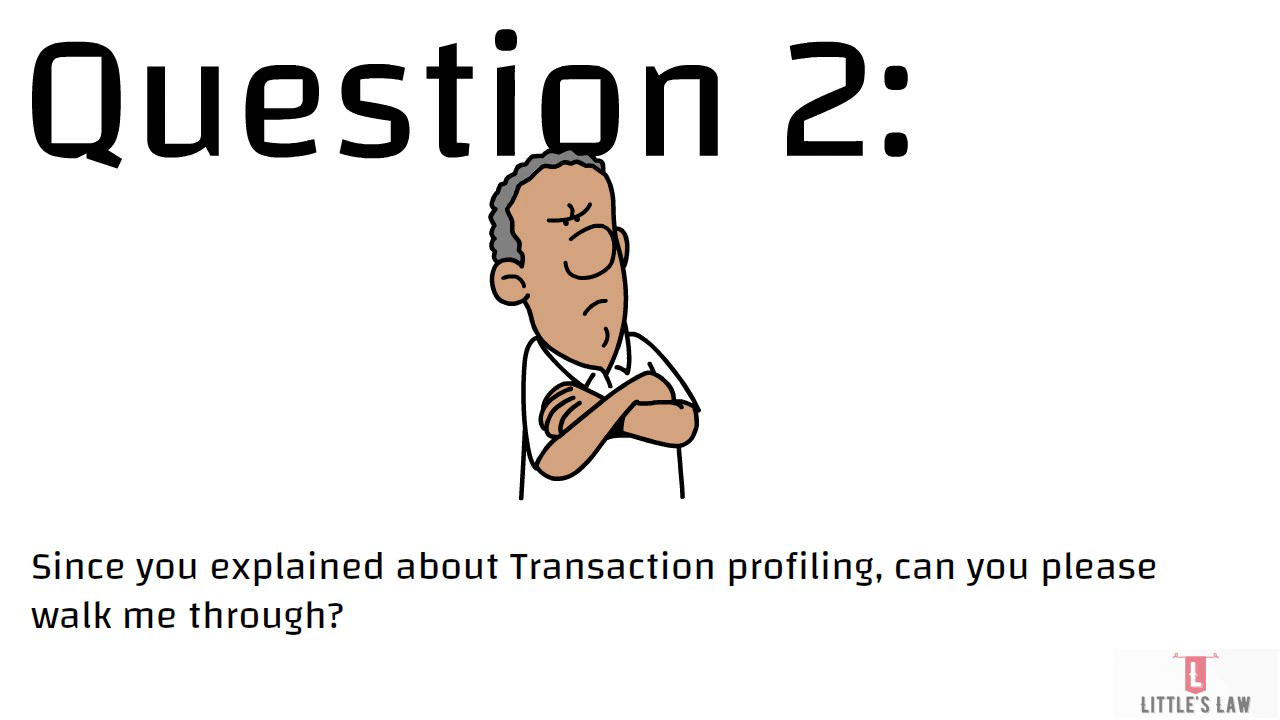 Question 2:
Since you explained about Transaction profiling, can you please
walk me through?
L
LITTLE'S LAW